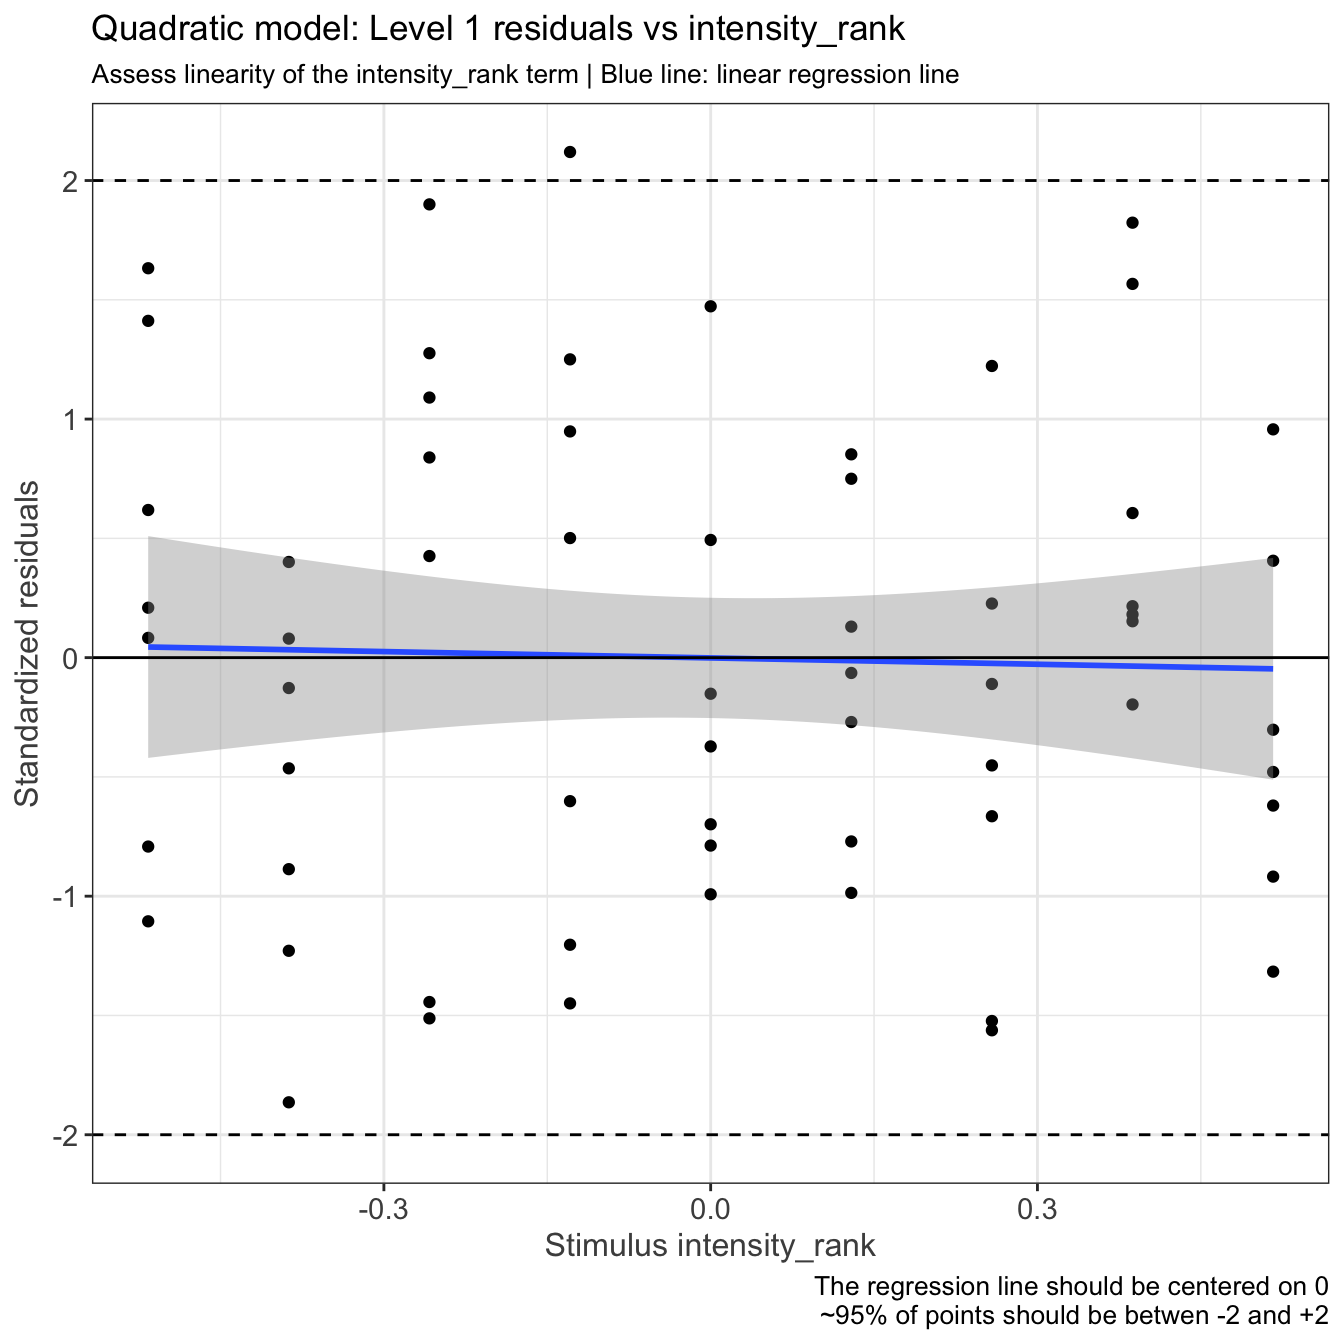 Quadratic model: Level 1 residuals vs intensity_rank
Assess linearity of the intensity_rank term | Blue line: linear regression line
Standardized residuals
2
1
0
-1
-2
-0.3 0.0 0.3
Stimulus intensity_rank
The regression line should be centered on 0
~95% of points should be betwen -2 and +2